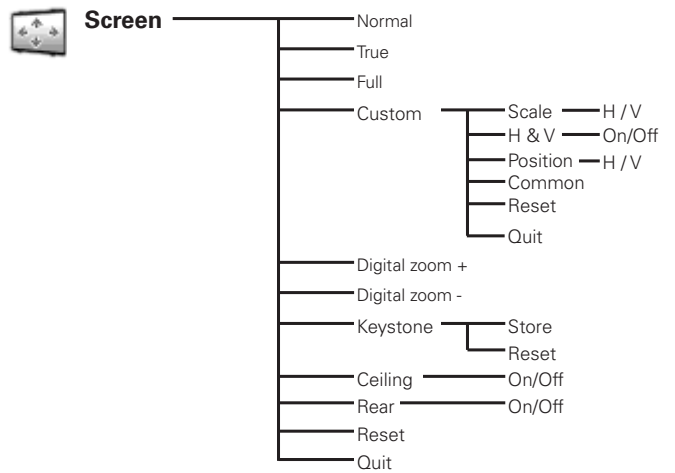 Screen
Normal
True
Full
Custom Scale H / V
H & V On/Off
Position H / V
Common
Reset
Quit
Digital zoom +
Digital zoom -
Keystone Store
Reset
Ceiling On/Off
Rear On/Off
Reset
Quit